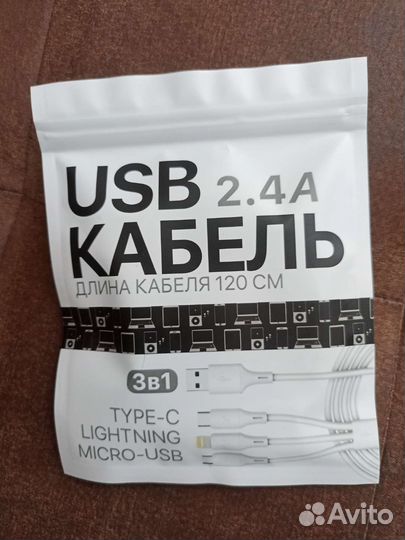 USB 2.4A
КАБЕЛЬ
ДЛИНА КАБЕЛЯ 120 СМ
3в1
TYPE-C
LIGHTNING
MICRO-USB
Avito